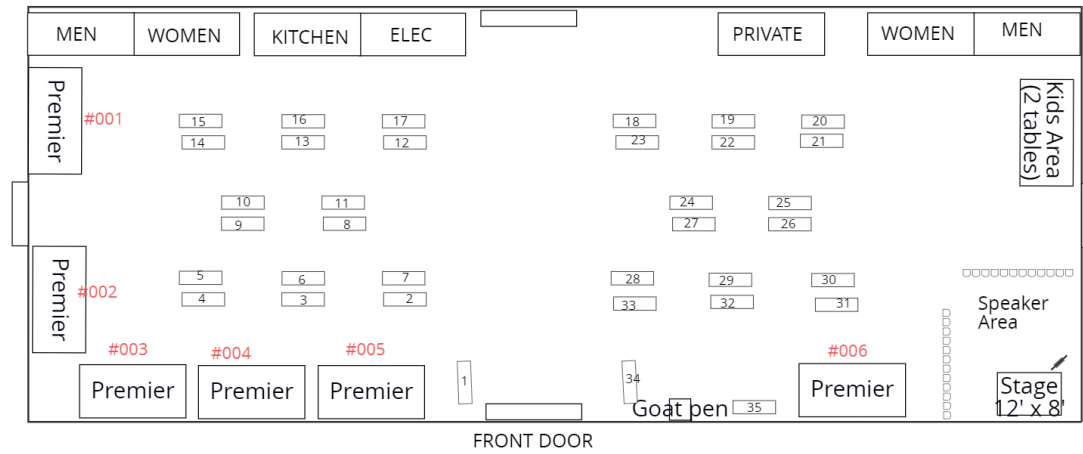 MEN
WOMEN
KITCHEN
ELEC
PRIVATE
WOMEN
MEN
Premier
#001
15
16
17
18
19
20
14
13
12
23
22
21
Kids Area
(2 tables)
10
11
24
25
9
8
27
26
Premier
#002
5
6
7
28
29
30
4
3
2
33
32
31
Speaker
Area
#003
#004
#005
#006
Premier
Premier
Premier
1
34
Goat pen
35
Premier
Stage
12' x 8'
FRONT DOOR